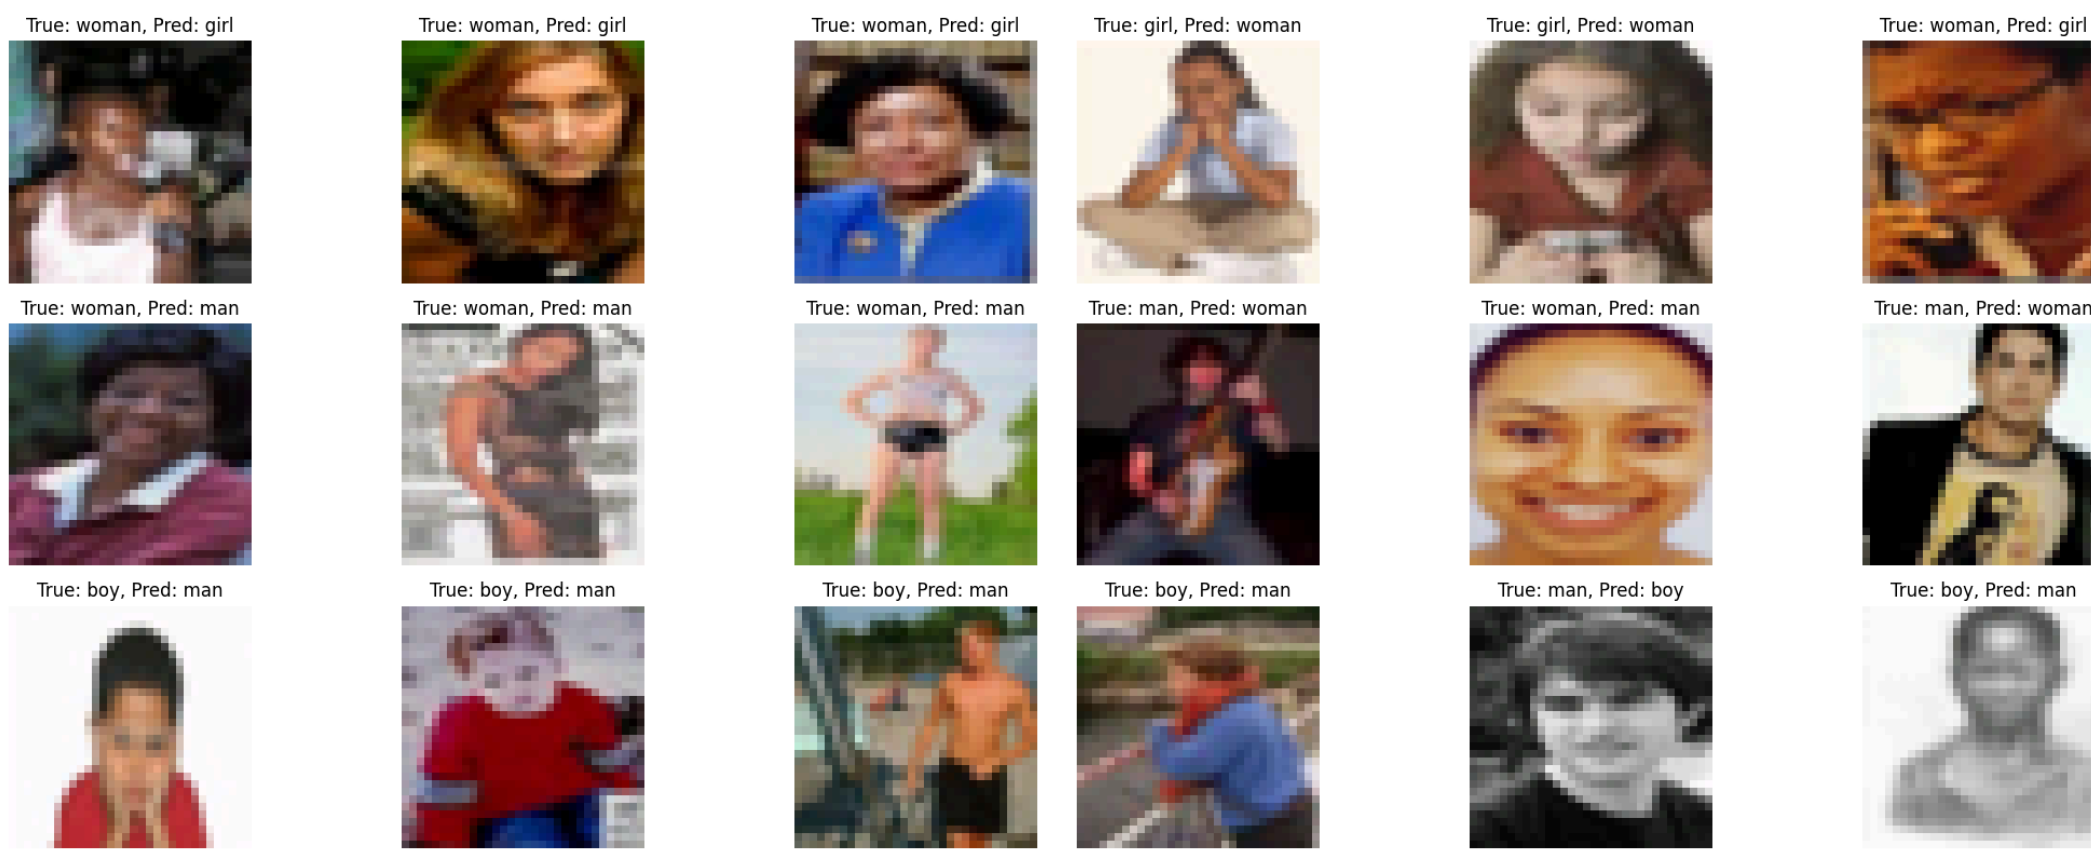 True: woman, Pred: girl
True: woman, Pred: girl
True: woman, Pred: girl
True: girl, Pred: woman
True: girl, Pred: woman
True: woman, Pred: girl
True: woman, Pred: man
True: woman, Pred: man
True: woman, Pred: man
True: man, Pred: woman
True: woman, Pred: man
True: man, Pred: woman
True: boy, Pred: man
True: boy, Pred: man
True: boy, Pred: man
True: boy, Pred: man
True: man, Pred: boy
True: boy, Pred: man